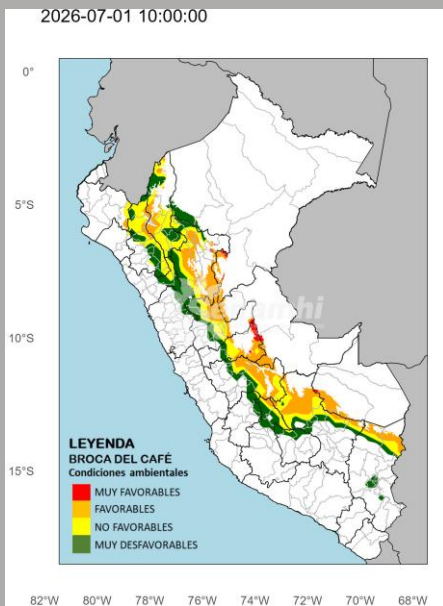 2026-07-01 10:00:00
0°
5°S
10°S
15°S
senamhi
LEYENDA
BROCA DEL CAFÉ
Condiciones ambientales
MUY FAVORABLES
FAVORABLES
NO FAVORABLES
MUY DESFAVORABLES
82°W 80°W 78°W 76°W 74°W 72°W 70°W 68°W